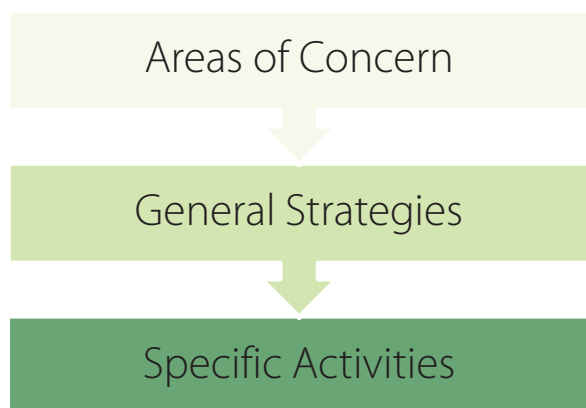 Areas of Concern
General Strategies
Specific Activities